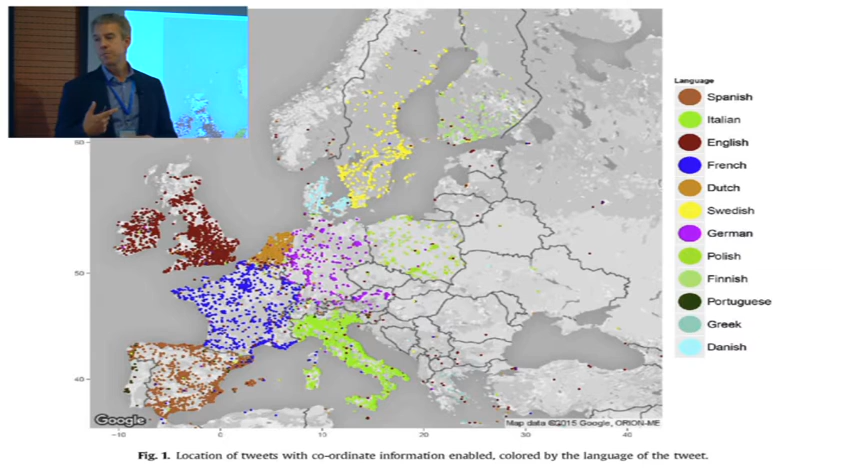 Language
Spanish
Italian
English
French
Dutch
Swedish
German
Polish
Finnish
Portuguese
Greek
Danish
50
40
-10
0
10
20
30
40
Google
Map data ©2015 Google, ORION-ME
Fig. 1. Location of tweets with co-ordinate information enabled, colored by the language of the tweet.